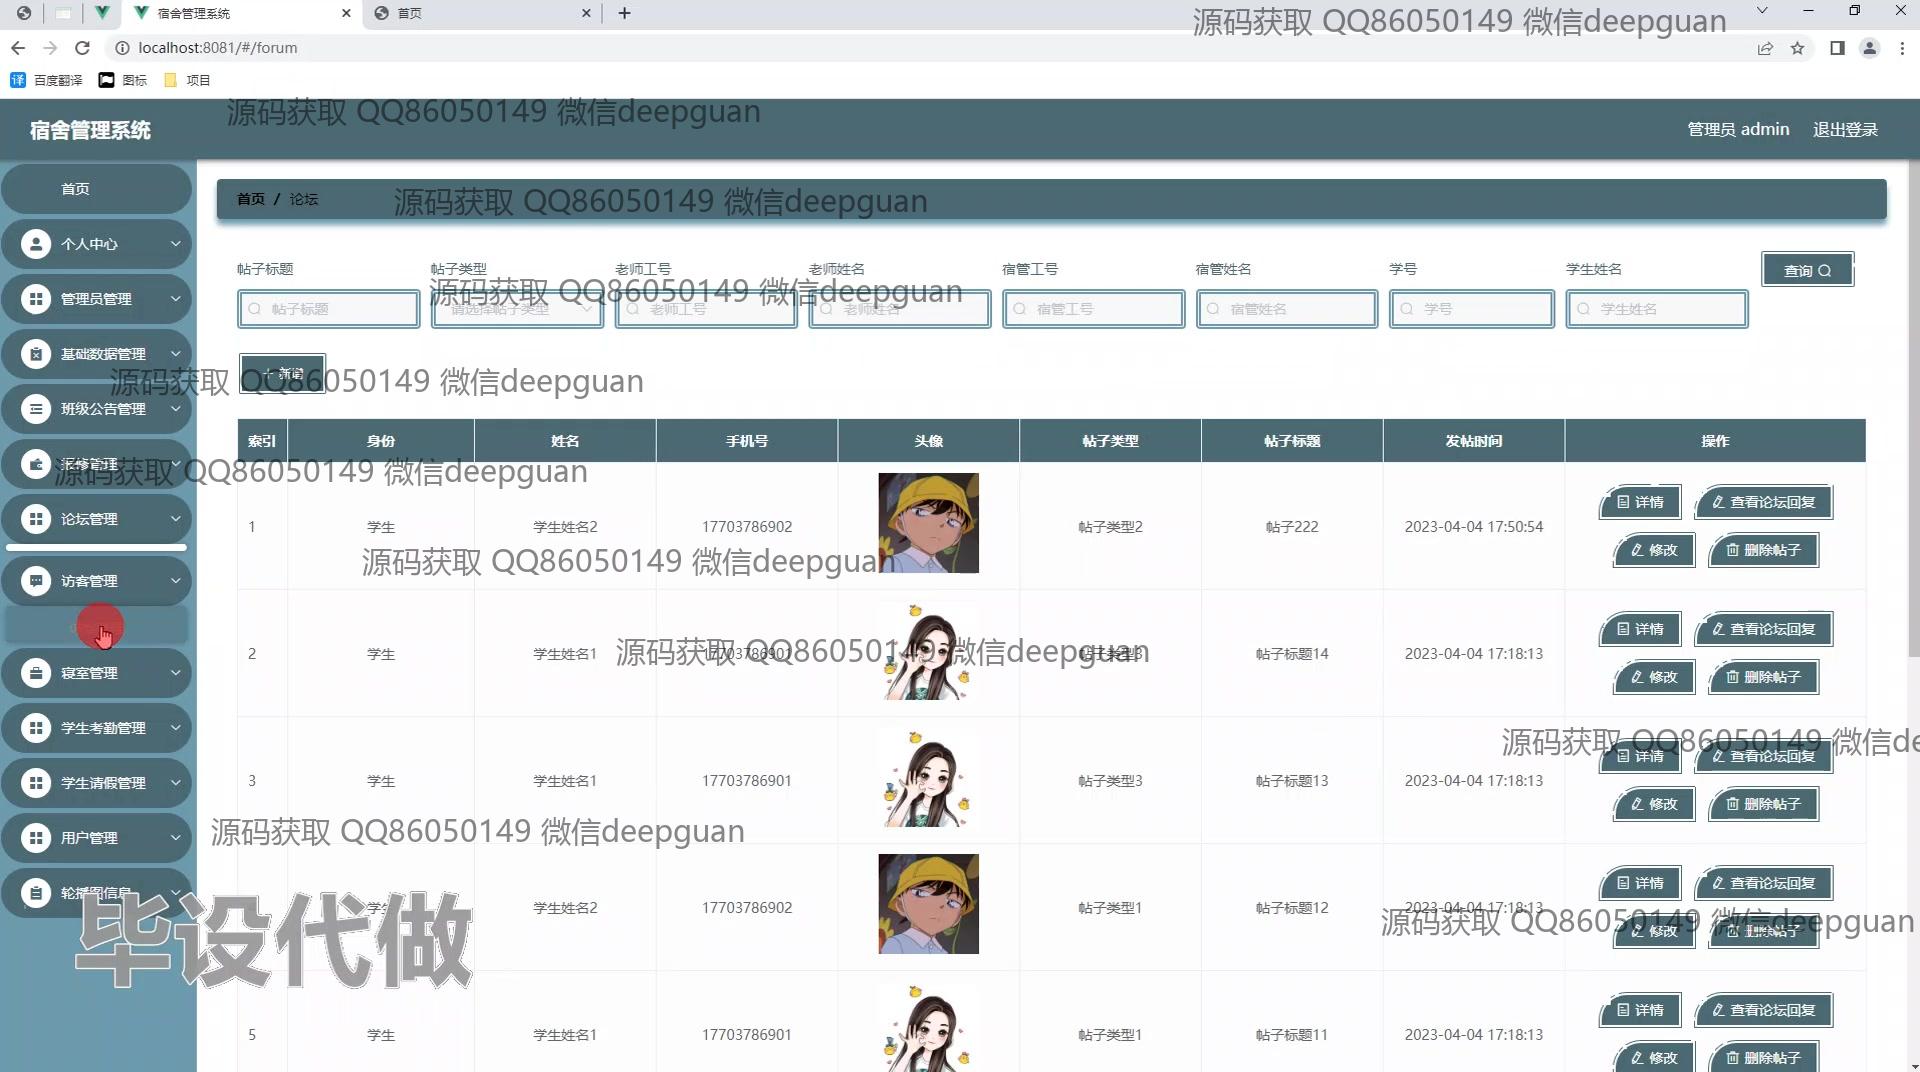 宿舍管理系统
首页
源码获取 QQ86050149 微信deepguan
localhost:8081/#/forum
百度翻译
图标
项目
源码获取 QQ86050149 微信deepguan
宿舍管理系统
管理员 admin
退出登录
首页
首页 / 论坛
源码获取 QQ86050149 微信deepguan
个人中心
管理员管理
基础数据管理
班级公告管理
报修管理
论坛管理
访客管理
寝室管理
学生考勤管理
学生请假管理
用户管理
轮播图信息
帖子标题 帖子类型 老师工号 老师姓名 宿管工号 宿管姓名 学号 学生姓名
查询
源码获取 QQ86050149 微信deepguan
帖子标题 请选择帖子类型 老师工号 老师姓名 宿管工号 宿管姓名 学号 学生姓名
+ 新增
源码获取 QQ86050149 微信deepguan
索引 身份 姓名 手机号 头像 帖子类型 帖子标题 发帖时间 操作
源码获取 QQ86050149 微信deepguan
1 学生 学生姓名2 17703786902 帖子类型2 帖子222 2023-04-04 17:50:54
详情 查看论坛回复
修改 删除帖子
源码获取 QQ86050149 微信deepguan
2 学生 学生姓名1 17703786901 帖子类型3 帖子标题14 2023-04-04 17:18:13
详情 查看论坛回复
修改 删除帖子
源码获取 QQ86050149 微信deepguan
3 学生 学生姓名1 17703786901 帖子类型3 帖子标题13 2023-04-04 17:18:13
详情 查看论坛回复
修改 删除帖子
源码获取 QQ86050149 微信de
源码获取 QQ86050149 微信deepguan
学生 学生姓名2 17703786902 帖子类型1 帖子标题12 2023-04-04 17:18:13
详情 查看论坛回复
修改 删除帖子
源码获取 QQ86050149 微信deepguan
毕设代做
5 学生 学生姓名1 17703786901 帖子类型1 帖子标题11 2023-04-04 17:18:13
详情 查看论坛回复
修改 删除帖子